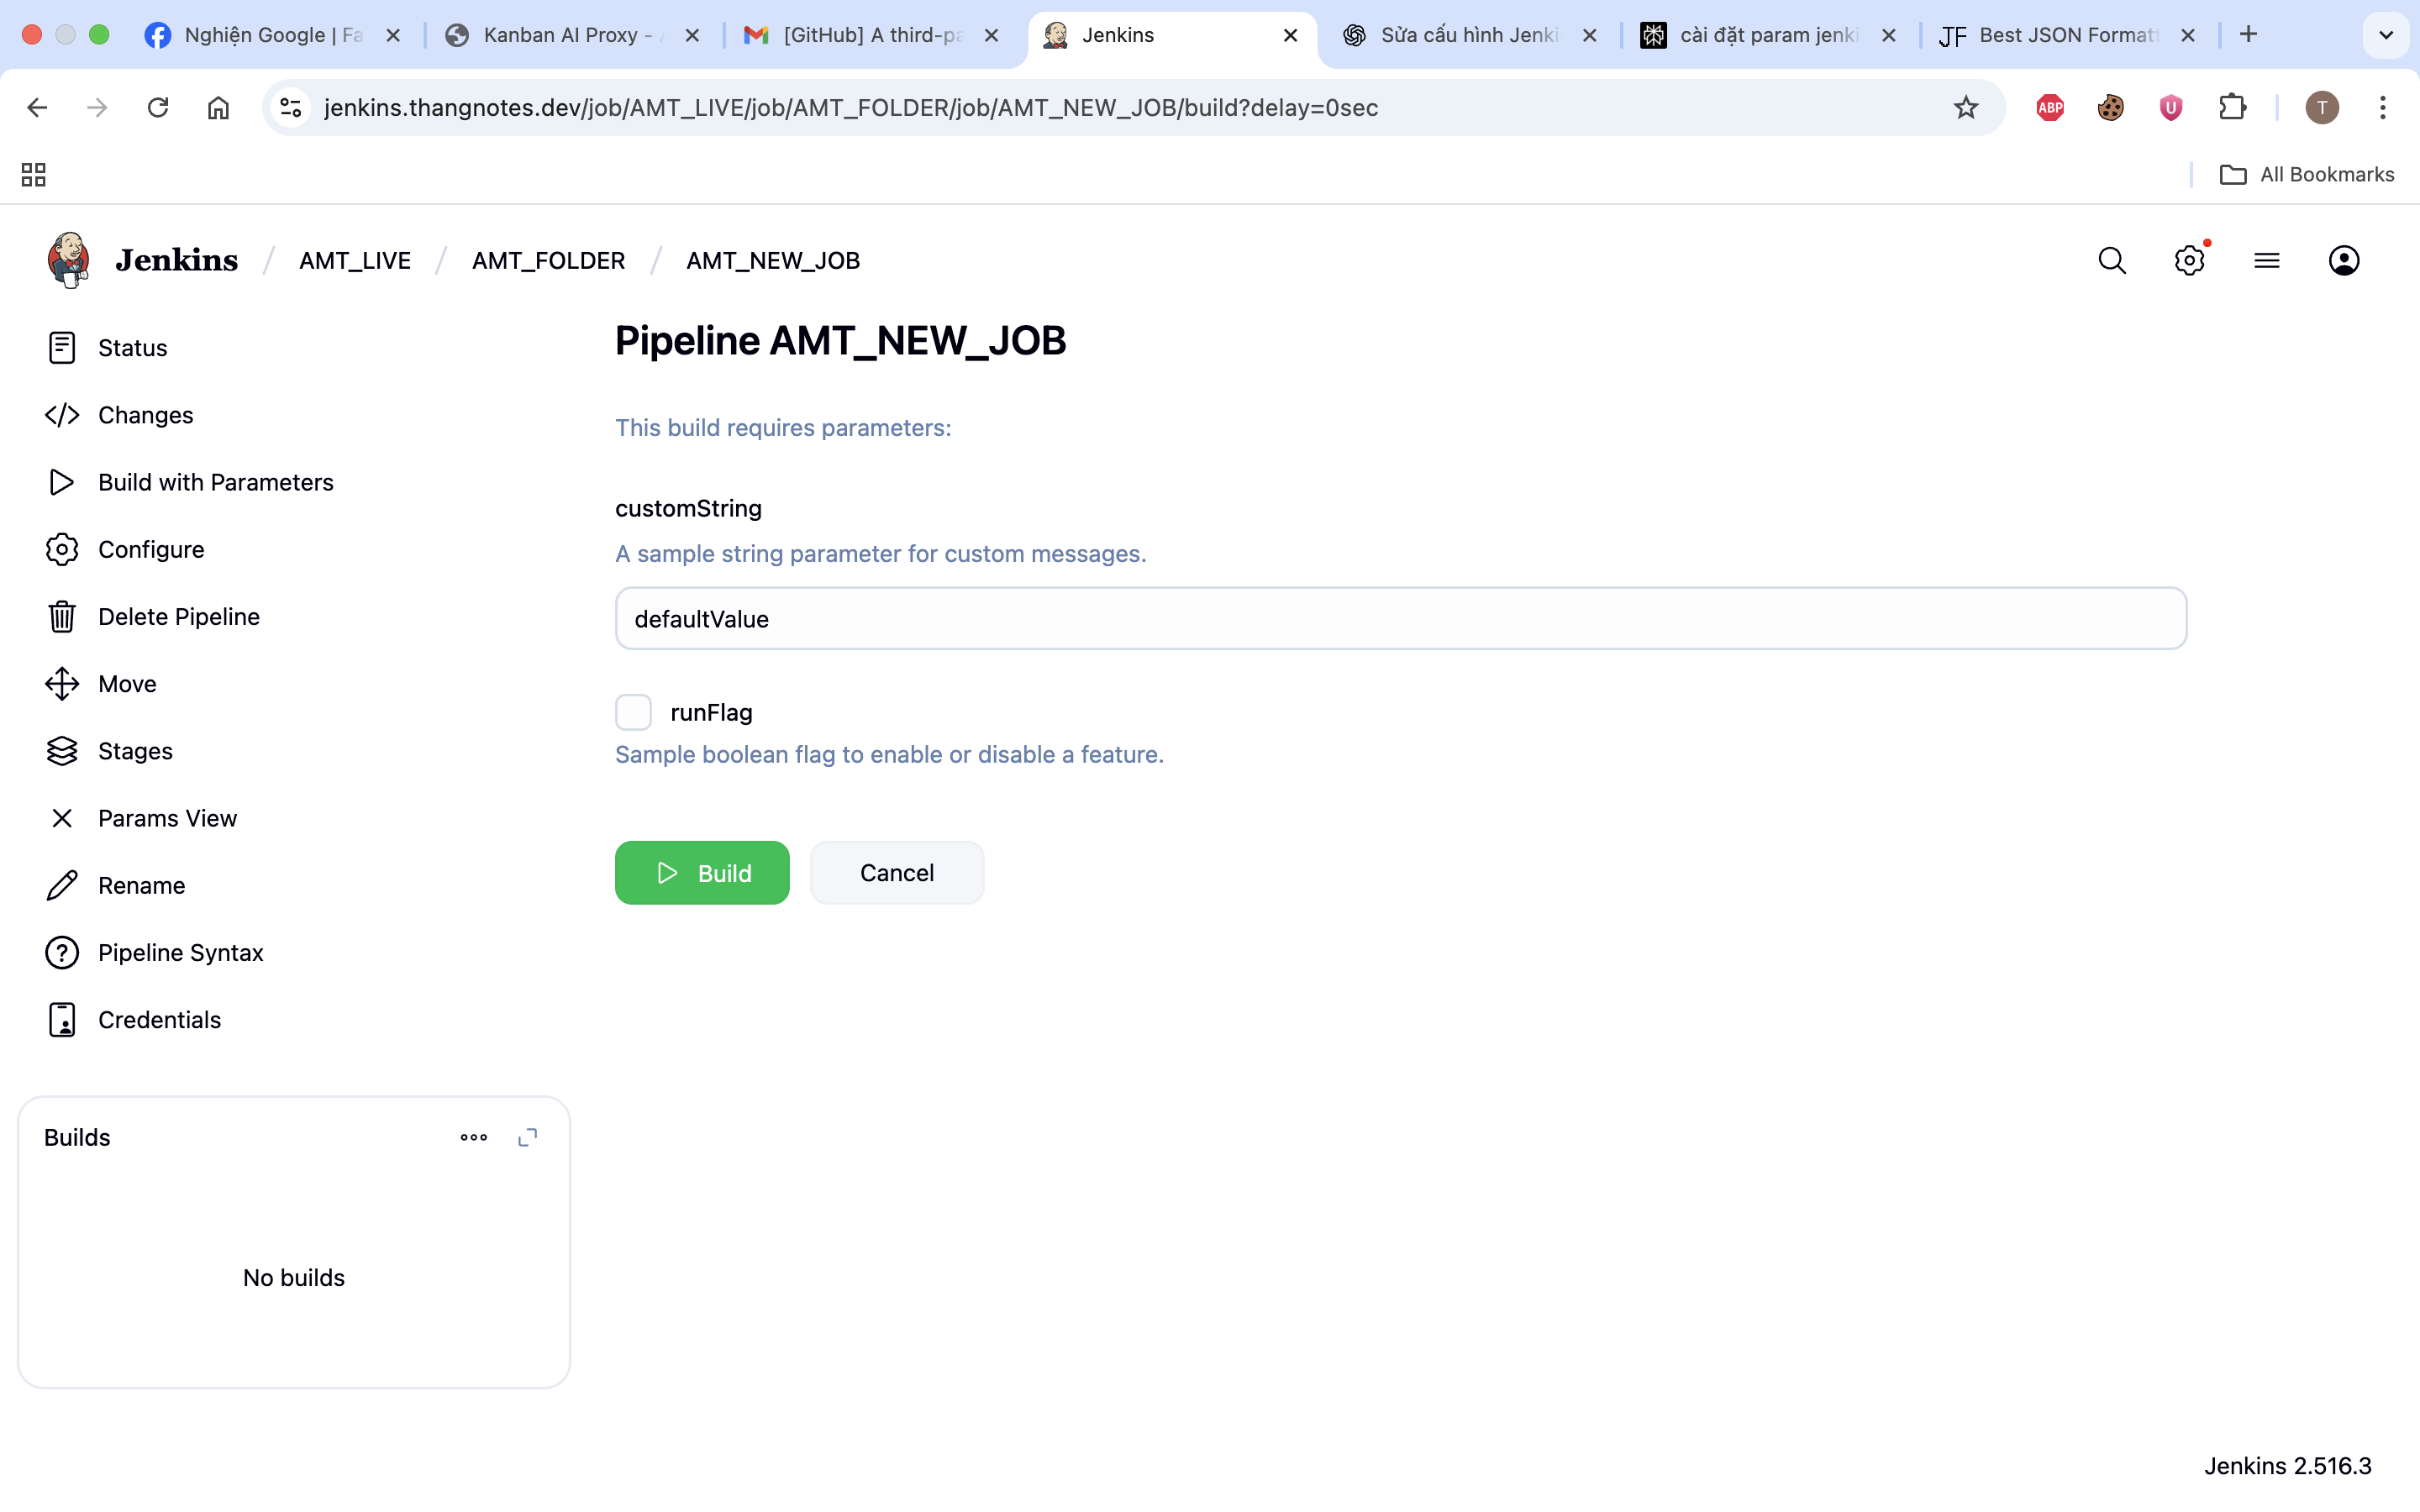 Nghiện Google | Fa
Kanban AI Proxy -
[GitHub] A third-pa
Jenkins
Sửa cấu hình Jenki
cài đặt param jenki
JF Best JSON Format
jenkins.thangnotes.dev/job/AMT_LIVE/job/AMT_FOLDER/job/AMT_NEW_JOB/build?delay=0sec
ABP
U
T
All Bookmarks
Jenkins / AMT_LIVE / AMT_FOLDER / AMT_NEW_JOB
Status
Changes
Build with Parameters
Configure
Delete Pipeline
Move
Stages
Params View
Rename
Pipeline Syntax
Credentials
Builds
No builds
Pipeline AMT_NEW_JOB
This build requires parameters:
customString
A sample string parameter for custom messages.
defaultValue
runFlag
Sample boolean flag to enable or disable a feature.
Build
Cancel
Jenkins 2.516.3